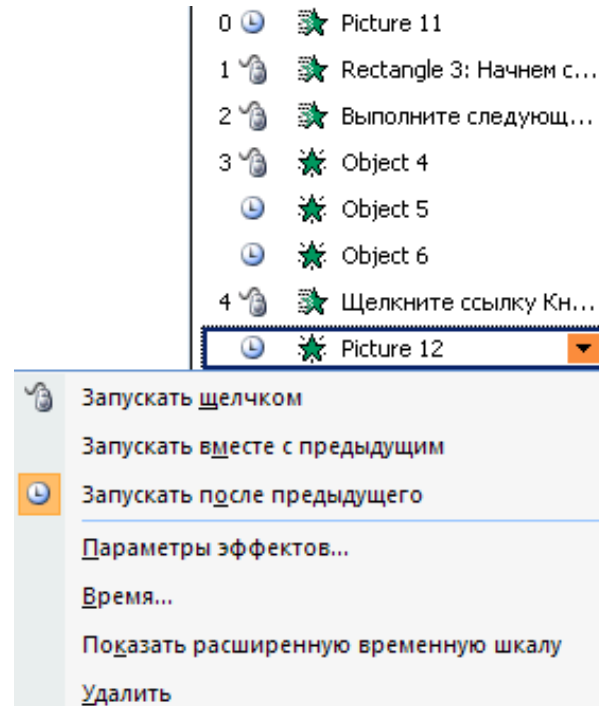 0 Picture 11
1 Rectangle 3: Начнем с...
2 Выполните следующ...
3 Object 4
Object 5
Object 6
4 Щелкните ссылку Кн...
Picture 12
Запускать щелчком
Запускать вместе с предыдущим
Запускать после предыдущего
Параметры эффектов...
Время...
Показать расширенную временную шкалу
Удалить